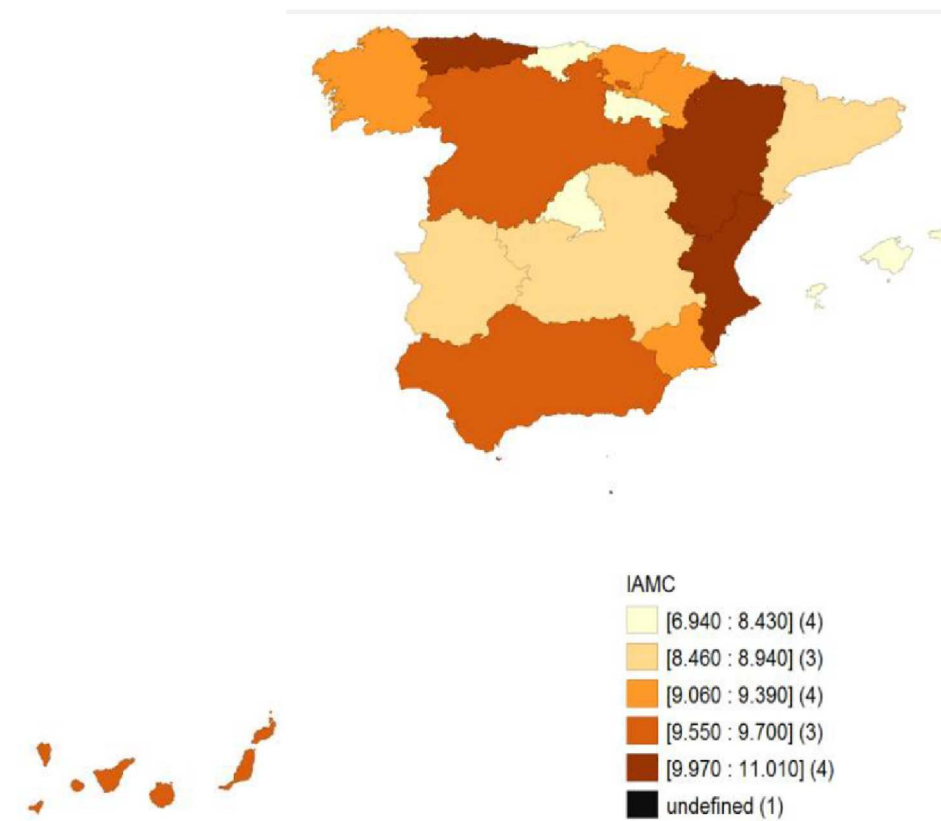 IAMC
[6.940 : 8.430] (4)
[8.460 : 8.940] (3)
[9.060 : 9.390] (4)
[9.550 : 9.700] (3)
[9.970 : 11.010] (4)
undefined (1)